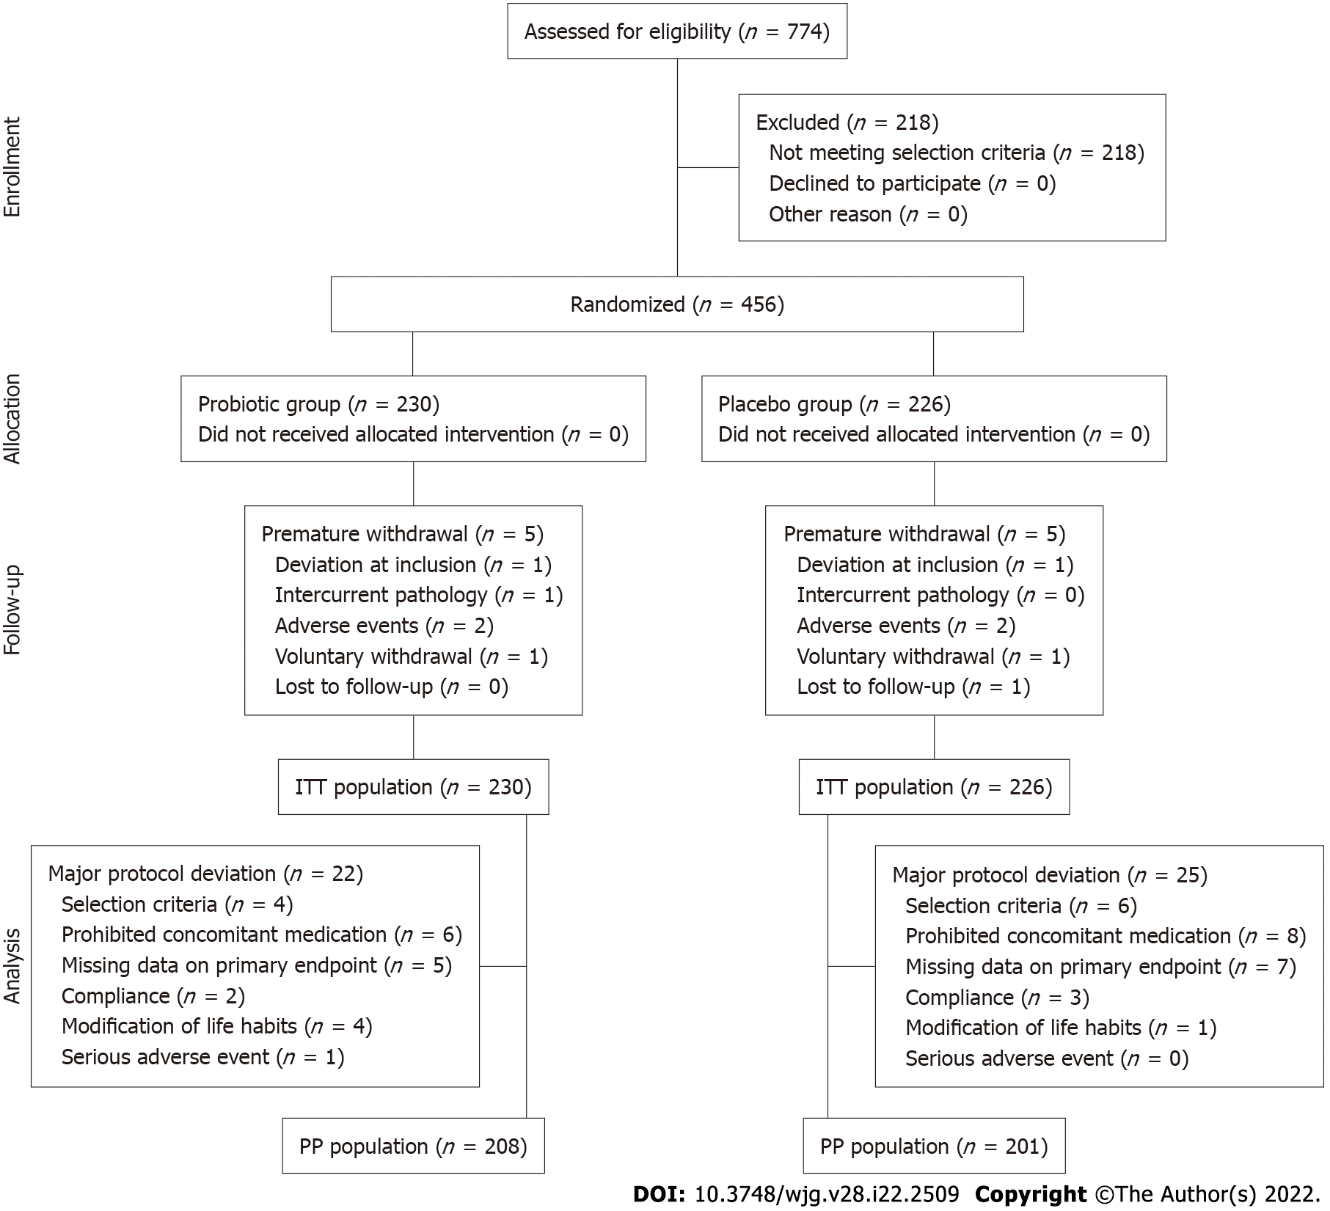 Assessed for eligibility (n = 774)
Enrollment
Excluded (n = 218)
Not meeting selection criteria (n = 218)
Declined to participate (n = 0)
Other reason (n = 0)
Randomized (n = 456)
Allocation
Probiotic group (n = 230)
Did not received allocated intervention (n = 0)
Placebo group (n = 226)
Did not received allocated intervention (n = 0)
Follow-up
Premature withdrawal (n = 5)
Deviation at inclusion (n = 1)
Intercurrent pathology (n = 1)
Adverse events (n = 2)
Voluntary withdrawal (n = 1)
Lost to follow-up (n = 0)
Premature withdrawal (n = 5)
Deviation at inclusion (n = 1)
Intercurrent pathology (n = 0)
Adverse events (n = 2)
Voluntary withdrawal (n = 1)
Lost to follow-up (n = 1)
ITT population (n = 230)
ITT population (n = 226)
Analysis
Major protocol deviation (n = 22)
Selection criteria (n = 4)
Prohibited concomitant medication (n = 6)
Missing data on primary endpoint (n = 5)
Compliance (n = 2)
Modification of life habits (n = 4)
Serious adverse event (n = 1)
Major protocol deviation (n = 25)
Selection criteria (n = 6)
Prohibited concomitant medication (n = 8)
Missing data on primary endpoint (n = 7)
Compliance (n = 3)
Modification of life habits (n = 1)
Serious adverse event (n = 0)
PP population (n = 208)
PP population (n = 201)
DOI: 10.3748/wjg.v28.i22.2509 Copyright ©The Author(s) 2022.